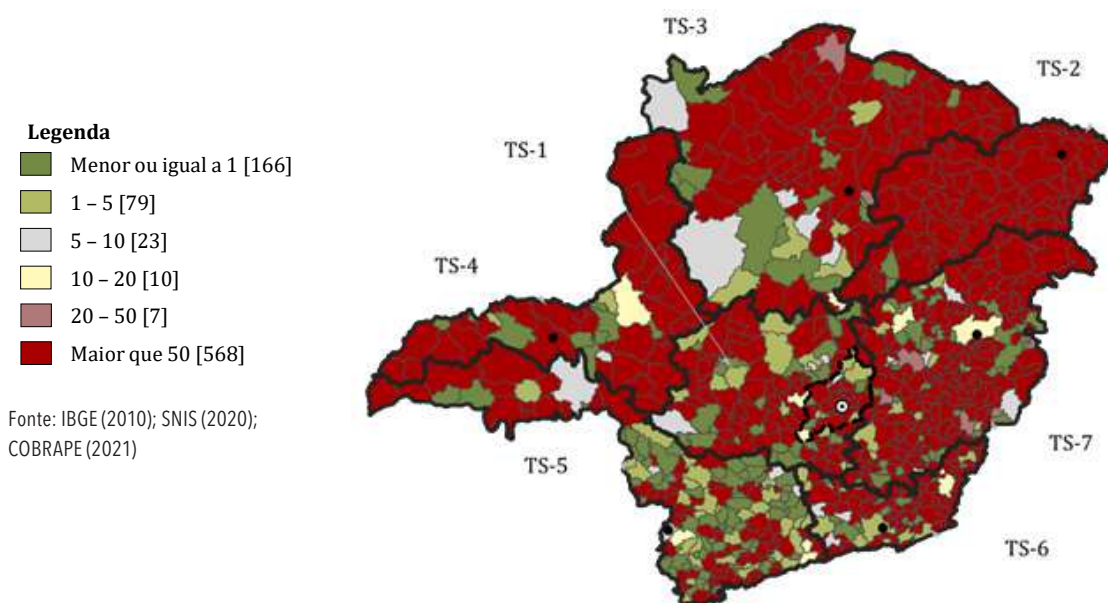 TS-3
TS-2
Legenda
Menor ou igual a 1 [166]
TS-1
1 – 5 [79]
5 – 10 [23]
TS-4
10 – 20 [10]
20 – 50 [7]
Maior que 50 [568]
Fonte: IBGE (2010); SNIS (2020);
COBRAPE (2021)
TS-5
TS-7
TS-6